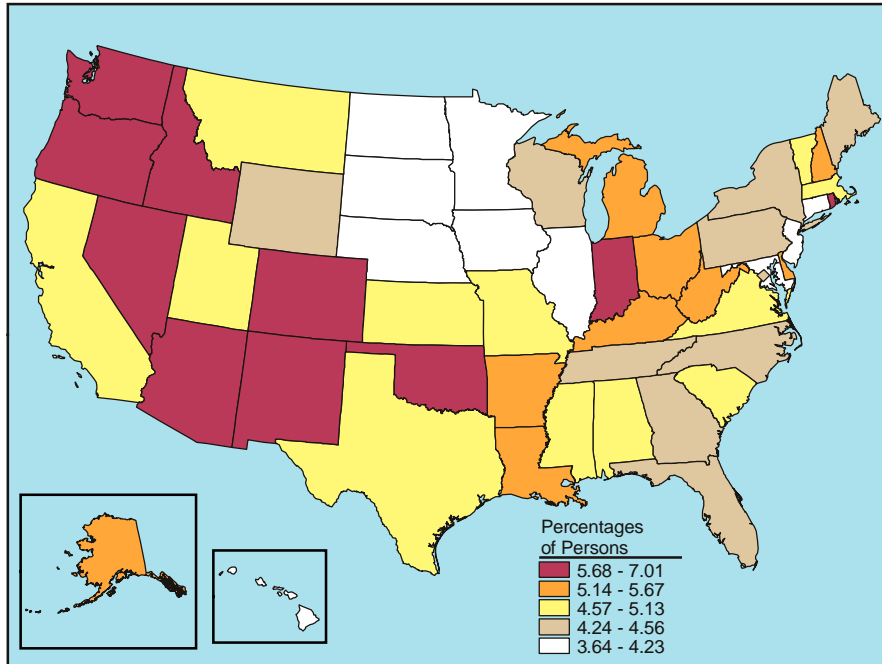 Percentages
of Persons
5.68 - 7.01
5.14 - 5.67
4.57 - 5.13
4.24 - 4.56
3.64 - 4.23